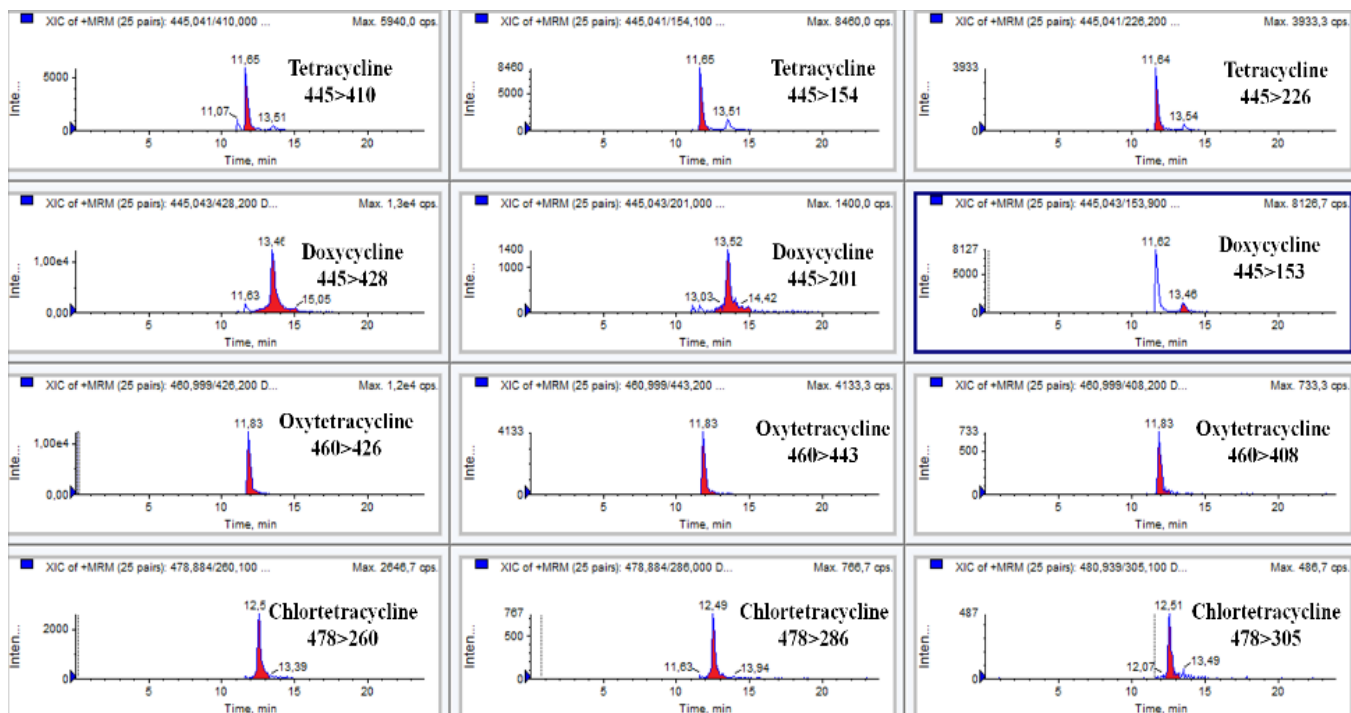 XIC of +MRM (25 pairs): 445,041/410,000 ... Max. 5940,0 cps.
Inte...
5000
0
11,65
11,07
13,51
Tetracycline
445>410
5 10 15 20
Time, min
XIC of +MRM (25 pairs): 445,041/154,100 ... Max. 8460,0 cps.
Inte...
8460
5000
0
11,65
13,51
Tetracycline
445>154
5 10 15 20
Time, min
XIC of +MRM (25 pairs): 445,041/226,200 ... Max. 3933,3 cps.
Inte...
3933
0
11,64
13,54
Tetracycline
445>226
5 10 15 20
Time, min
XIC of +MRM (25 pairs): 445,043/428,200 D... Max. 1,3e4 cps.
Inte...
1,00e4
0,00
13,46
11,63
15,05
Doxycycline
445>428
5 10 15 20
Time, min
XIC of +MRM (25 pairs): 445,043/201,000 ... Max. 1400,0 cps.
Inte...
1400
1000
0
13,52
13,03
14,42
Doxycycline
445>201
5 10 15 20
Time, min
XIC of +MRM (25 pairs): 445,043/153,900 ... Max. 8126,7 cps.
Inte...
8127
5000
0
11,62
13,46
Doxycycline
445>153
5 10 15 20
Time, min
XIC of +MRM (25 pairs): 460,999/426,200 D... Max. 1,2e4 cps.
Inte...
1,00e4
0,00
11,83
Oxytetracycline
460>426
5 10 15 20
Time, min
XIC of +MRM (25 pairs): 460,999/443,200 ... Max. 4133,3 cps.
Inte...
4133
0
11,83
Oxytetracycline
460>443
5 10 15 20
Time, min
XIC of +MRM (25 pairs): 460,999/408,200 D... Max. 733,3 cps.
Inte...
733
500
0
11,83
Oxytetracycline
460>408
5 10 15 20
Time, min
XIC of +MRM (25 pairs): 478,884/260,100 ... Max. 2646,7 cps.
Inten...
2000
0
12,5
13,39
Chlortetracycline
478>260
5 10 15 20
Time, min
XIC of +MRM (25 pairs): 478,884/286,000 D... Max. 766,7 cps.
Inten...
767
500
0
12,49
11,63
13,94
Chlortetracycline
478>286
5 10 15 20
Time, min
XIC of +MRM (25 pairs): 480,939/305,100 D... Max. 486,7 cps.
Inten...
487
0
12,51
12,07
13,49
Chlortetracycline
478>305
5 10 15 20
Time, min